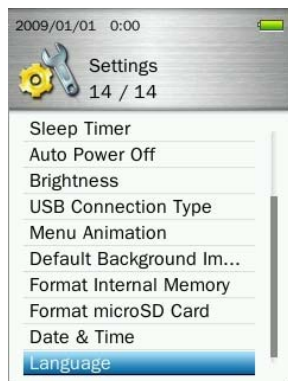 2009/01/01 0:00
Settings
14 / 14
Sleep Timer
Auto Power Off
Brightness
USB Connection Type
Menu Animation
Default Background Im...
Format Internal Memory
Format microSD Card
Date & Time
Language